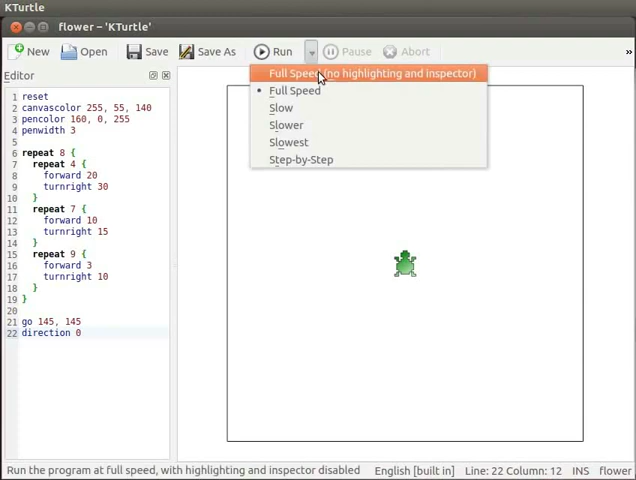 KTurtle
flower – 'KTurtle'
New Open Save Save As Run Pause Abort »
Editor
Full Speed (no highlighting and inspector)
• Full Speed
Slow
Slower
Slowest
Step-by-Step
1 reset
2 canvascolor 255, 55, 140
3 pencolor 160, 0, 255
4 penwidth 3
5
6 repeat 8 {
7 repeat 4 {
8 forward 20
9 turnright 30
10 }
11 repeat 7 {
12 forward 10
13 turnright 15
14 }
15 repeat 9 {
16 forward 3
17 turnright 10
18 }
19 }
20
21 go 145, 145
22 direction 0
Run the program at full speed, with highlighting and inspector disabled English [built in] Line: 22 Column: 12 INS flower